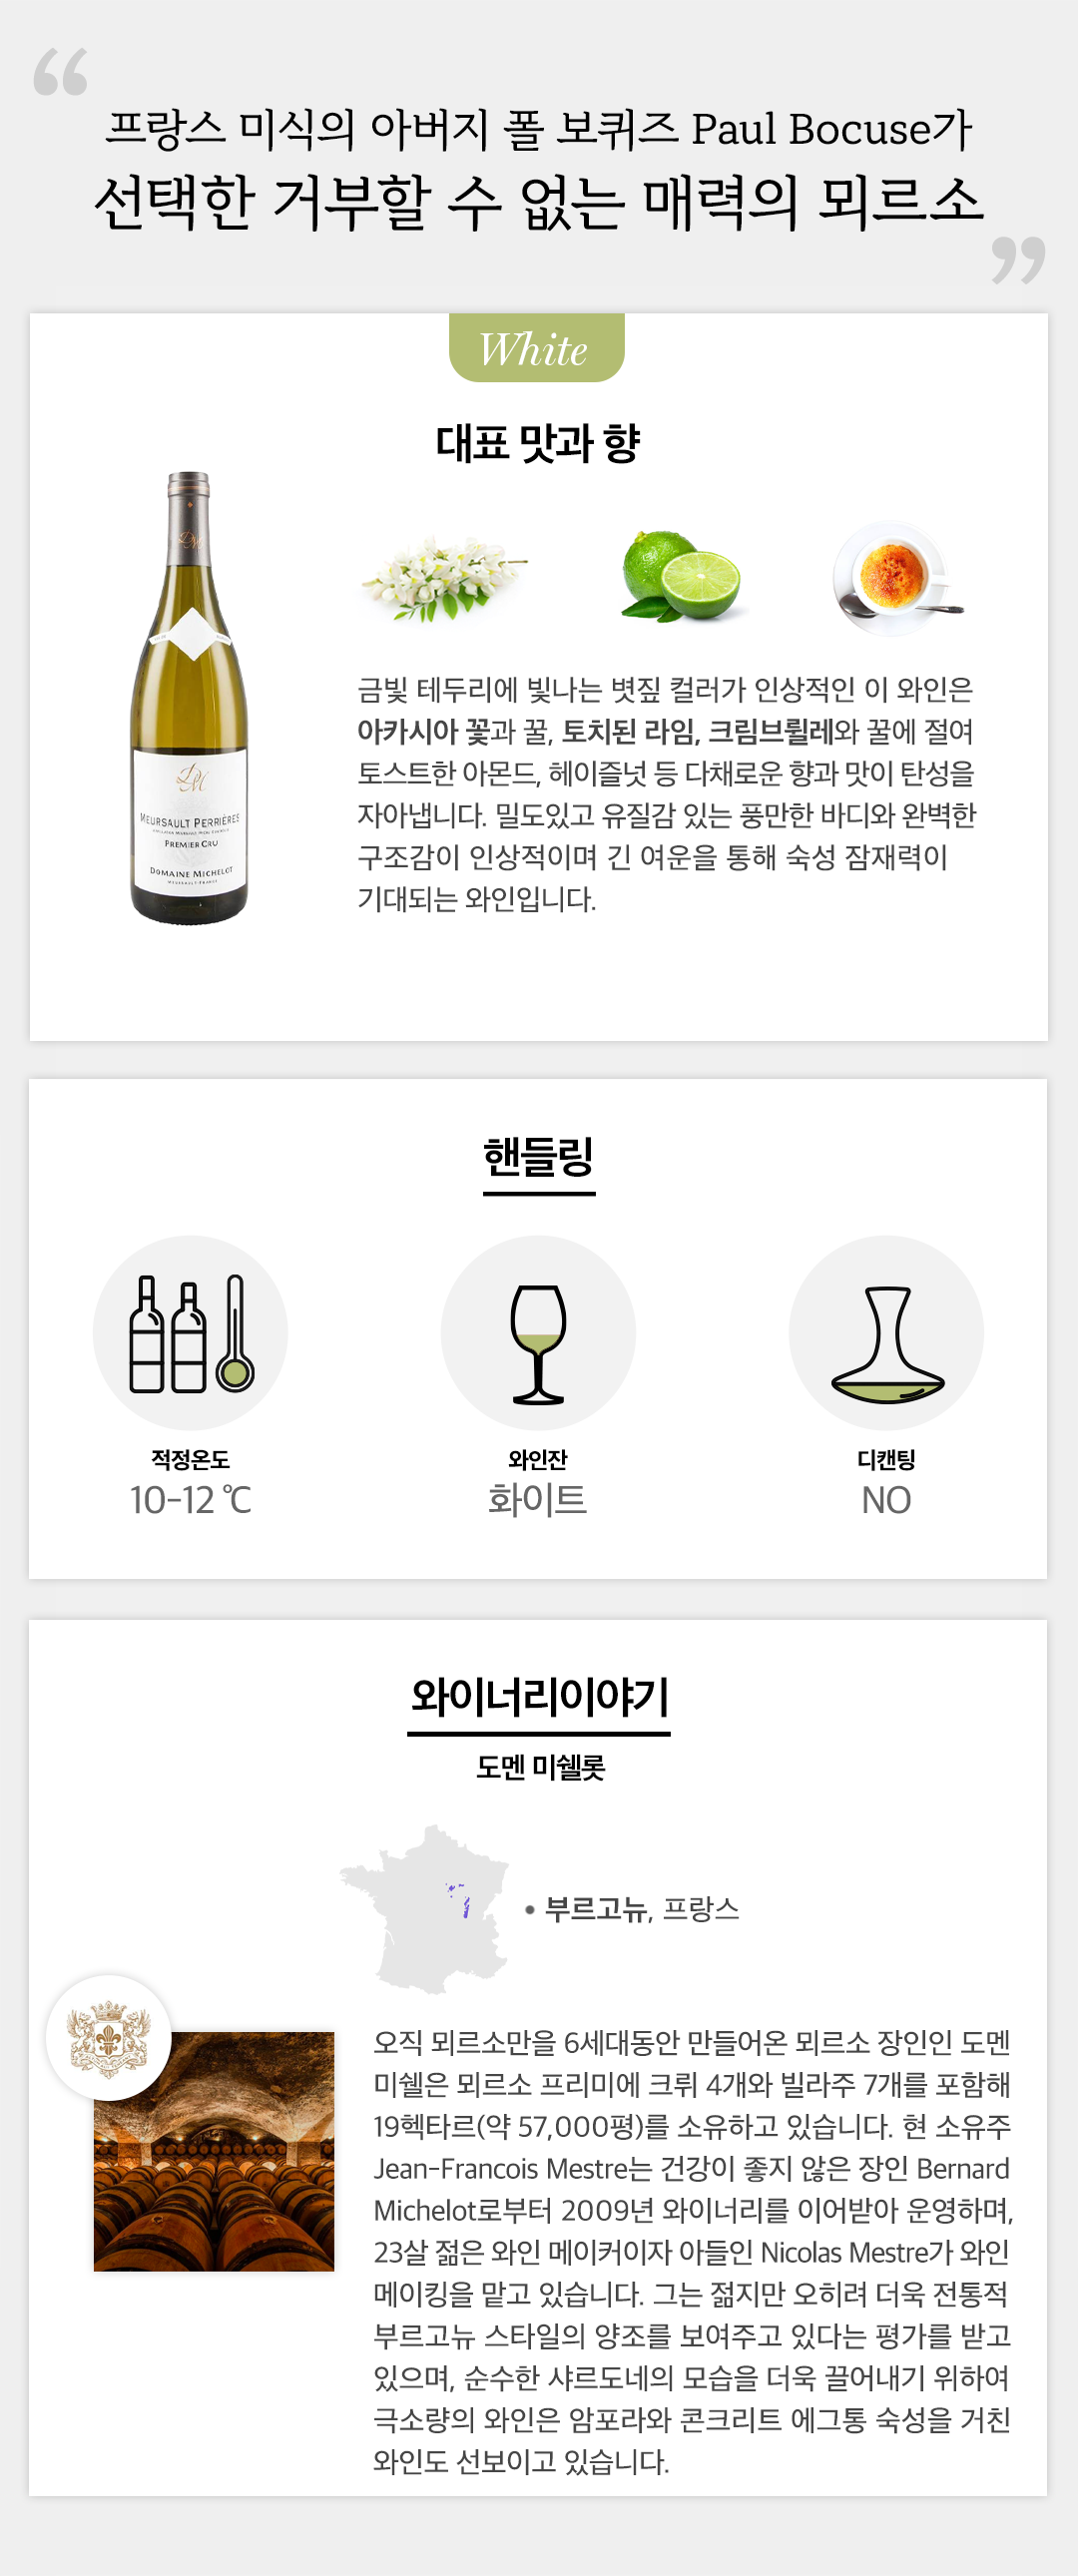 “
프랑스 미식의 아버지 폴 보퀴즈 Paul Bocuse가
선택한 거부할 수 없는 매력의 뫼르소
”
White
대표 맛과 향
DM
DM
MEURSAULT PERRIÈRES
PREMIER CRU
DOMAINE MICHELOT
MEURSAULT-FRANCE
금빛 테두리에 빛나는 볏짚 컬러가 인상적인 이 와인은
아카시아 꽃과 꿀, 토치된 라임, 크림브륄레와 꿀에 절여
토스트한 아몬드, 헤이즐넛 등 다채로운 향과 맛이 탄성을
자아냅니다. 밀도있고 유질감 있는 풍만한 바디와 완벽한
구조감이 인상적이며 긴 여운을 통해 숙성 잠재력이
기대되는 와인입니다.
핸들링
적정온도
10-12 ℃
와인잔
화이트
디캔팅
NO
와이너리이야기
도멘 미쉘롯
• 부르고뉴, 프랑스
오직 뫼르소만을 6세대동안 만들어온 뫼르소 장인인 도멘
미쉘은 뫼르소 프리미에 크뤼 4개와 빌라주 7개를 포함해
19헥타르(약 57,000평)를 소유하고 있습니다. 현 소유주
Jean-Francois Mestre는 건강이 좋지 않은 장인 Bernard
Michelot로부터 2009년 와이너리를 이어받아 운영하며,
23살 젊은 와인 메이커이자 아들인 Nicolas Mestre가 와인
메이킹을 맡고 있습니다. 그는 젊지만 오히려 더욱 전통적
부르고뉴 스타일의 양조를 보여주고 있다는 평가를 받고
있으며, 순수한 샤르도네의 모습을 더욱 끌어내기 위하여
극소량의 와인은 암포라와 콘크리트 에그통 숙성을 거친
와인도 선보이고 있습니다.